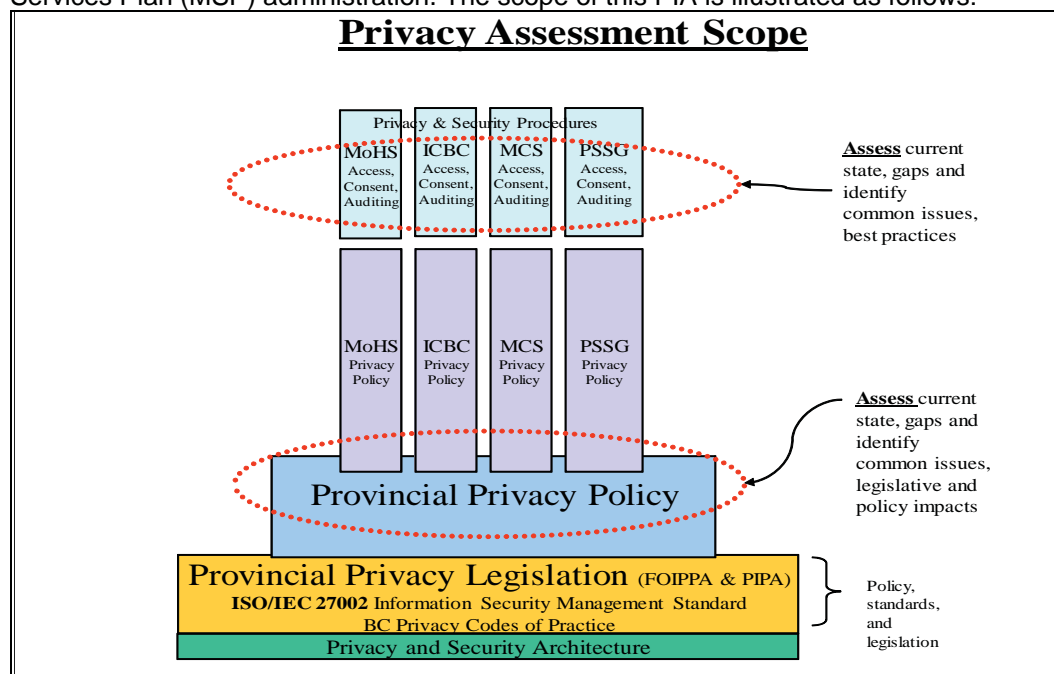 Services Plan (MSP) administration. The scope of this PIA is illustrated as follows:
Privacy Assessment Scope
Privacy & Security Procedures
MoHS
Access,
Consent,
Auditing
ICBC
Access,
Consent,
Auditing
MCS
Access,
Consent,
Auditing
PSSG
Access,
Consent,
Auditing
Assess current
state, gaps and
identify
common issues,
best practices
MoHS
Privacy
Policy
ICBC
Privacy
Policy
MCS
Privacy
Policy
PSSG
Privacy
Policy
Assess current
state, gaps and
identify
common issues,
legislative and
policy impacts
Provincial Privacy Policy
Provincial Privacy Legislation (FOIPPA & PIPA)
ISO/IEC 27002 Information Security Management Standard
BC Privacy Codes of Practice
Policy,
standards,
and
legislation
Privacy and Security Architecture